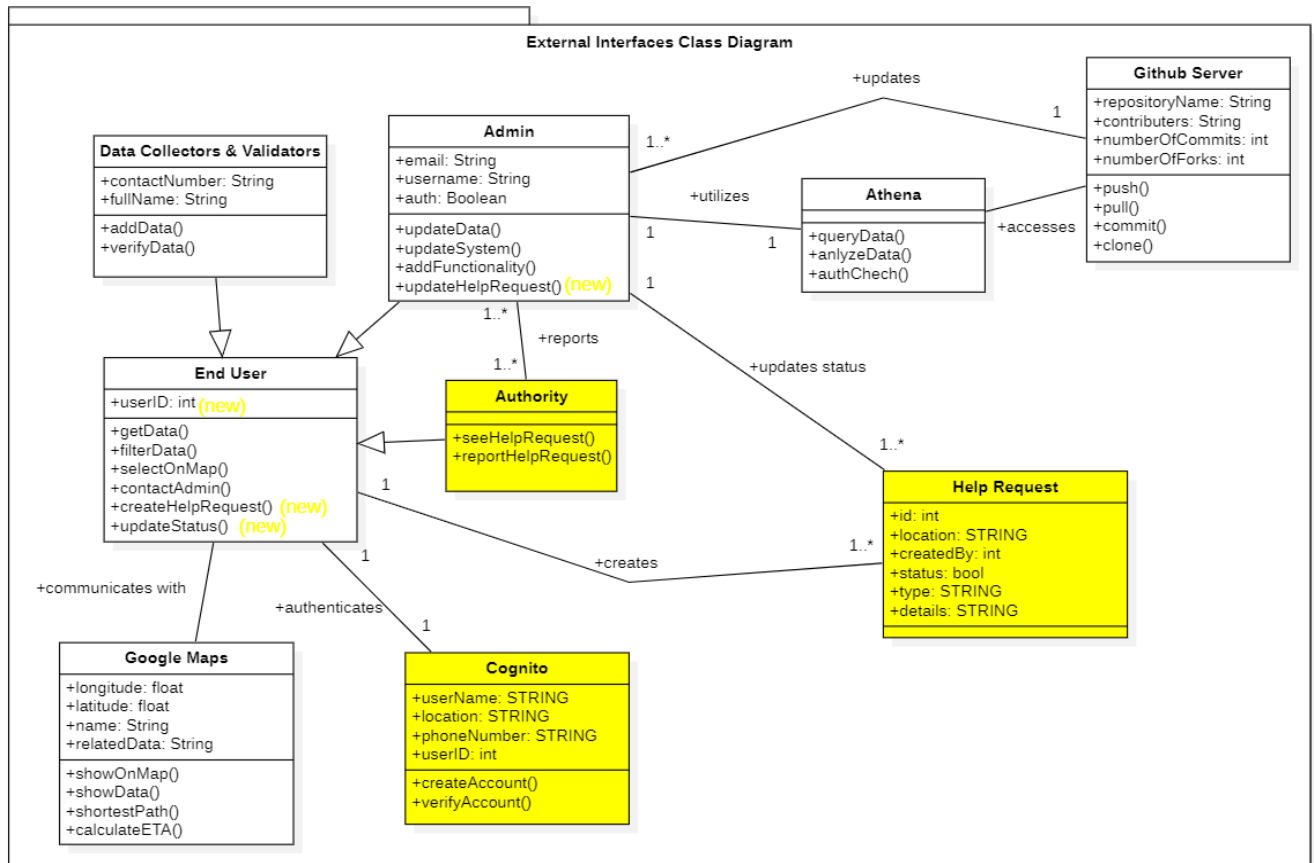 External Interfaces Class Diagram
Github Server
+repositoryName: String
+contributers: String
+numberOfCommits: int
+numberOfForks: int
+push()
+pull()
+commit()
+clone()
+updates
1..*
1
Admin
+email: String
+username: String
+auth: Boolean
+updateData()
+updateSystem()
+addFunctionality()
+updateHelpRequest() (new)
Data Collectors & Validators
+contactNumber: String
+fullName: String
+addData()
+verifyData()
+utilizes
1
1
Athena
+queryData()
+anlyzeData()
+authChech()
+accesses
1
+updates status
1..*
1..*
+reports
1..*
Authority
+seeHelpRequest()
+reportHelpRequest()
End User
+userID: int (new)
+getData()
+filterData()
+selectOnMap()
+contactAdmin()
+createHelpRequest() (new)
+updateStatus() (new)
1
+creates
1..*
Help Request
+id: int
+location: STRING
+createdBy: int
+status: bool
+type: STRING
+details: STRING
+communicates with
1
+authenticates
1
Google Maps
+longitude: float
+latitude: float
+name: String
+relatedData: String
+showOnMap()
+showData()
+shortestPath()
+calculateETA()
Cognito
+userName: STRING
+location: STRING
+phoneNumber: STRING
+userID: int
+createAccount()
+verifyAccount()